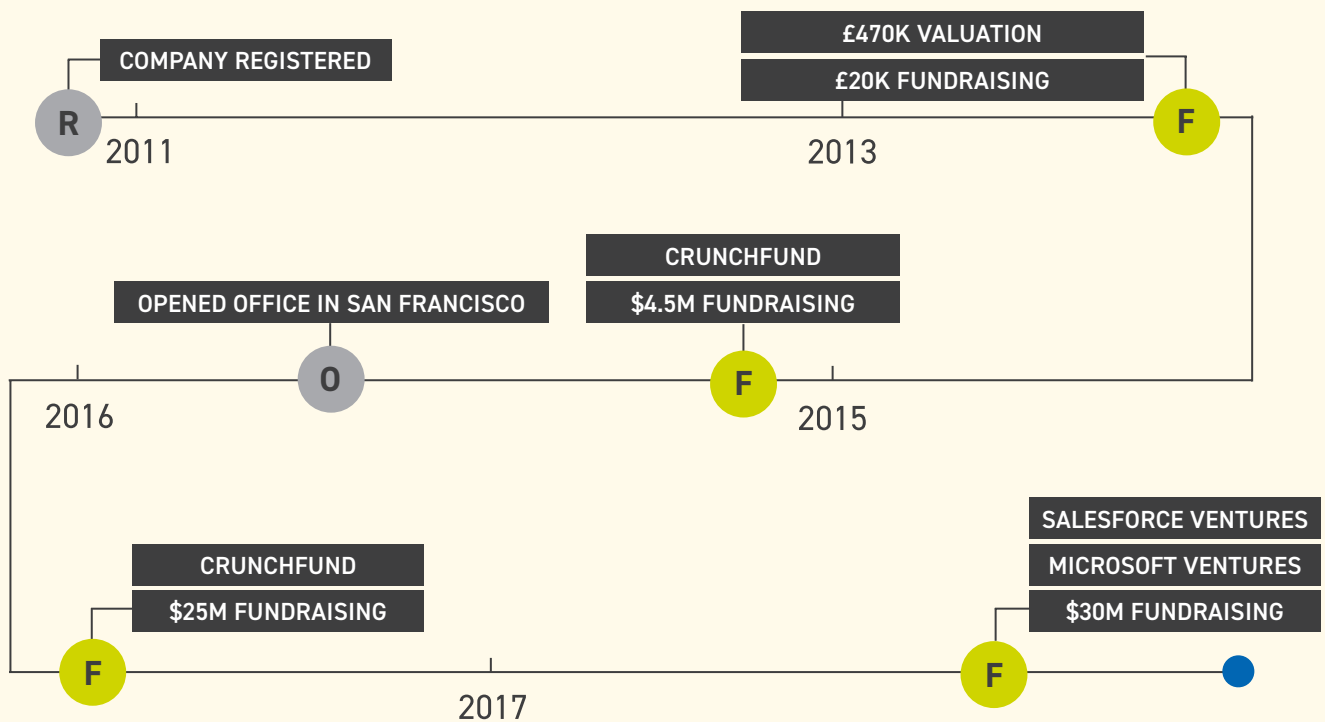 COMPANY REGISTERED
£470K VALUATION
£20K FUNDRAISING
R
F
2011
2013
CRUNCHFUND
OPENED OFFICE IN SAN FRANCISCO
$4.5M FUNDRAISING
O
F
2016
2015
SALESFORCE VENTURES
CRUNCHFUND
MICROSOFT VENTURES
$25M FUNDRAISING
$30M FUNDRAISING
F
F
2017